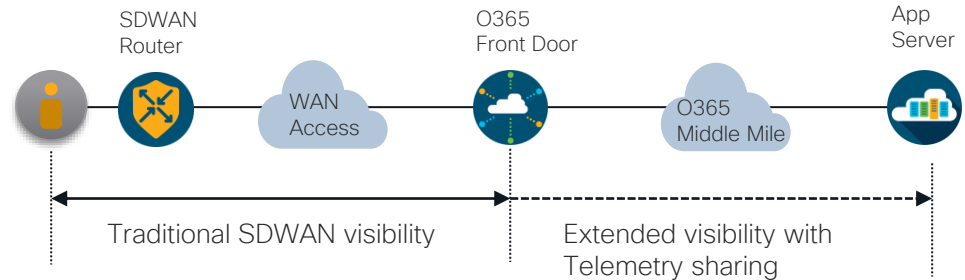 SDWAN
Router
O365
Front Door
App
Server
WAN
Access
O365
Middle Mile
Traditional SDWAN visibility
Extended visibility with
Telemetry sharing